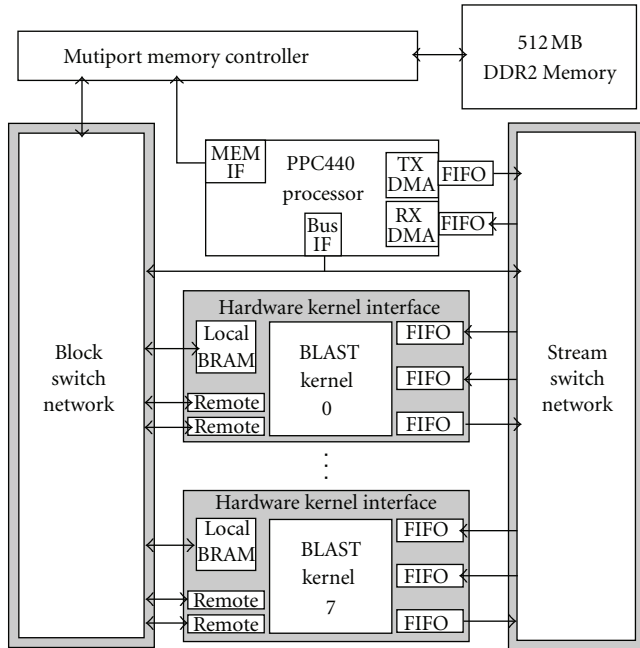 Mutiport memory controller
512 MB
DDR2 Memory
MEM
IF
PPC440
processor
TX
DMA
FIFO
RX
DMA
FIFO
Bus
IF
Block
switch
network
Stream
switch
network
Hardware kernel interface
Local
BRAM
BLAST
kernel
0
FIFO
FIFO
FIFO
Remote
Remote
Hardware kernel interface
Local
BRAM
BLAST
kernel
7
FIFO
FIFO
FIFO
Remote
Remote